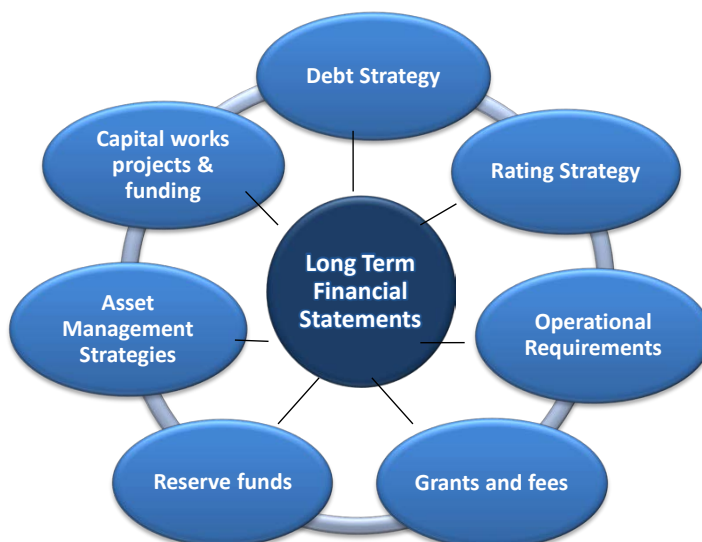 Debt Strategy
Capital works
projects &
funding
Rating Strategy
Long Term
Financial
Statements
Asset
Management
Strategies
Operational
Requirements
Reserve funds
Grants and fees